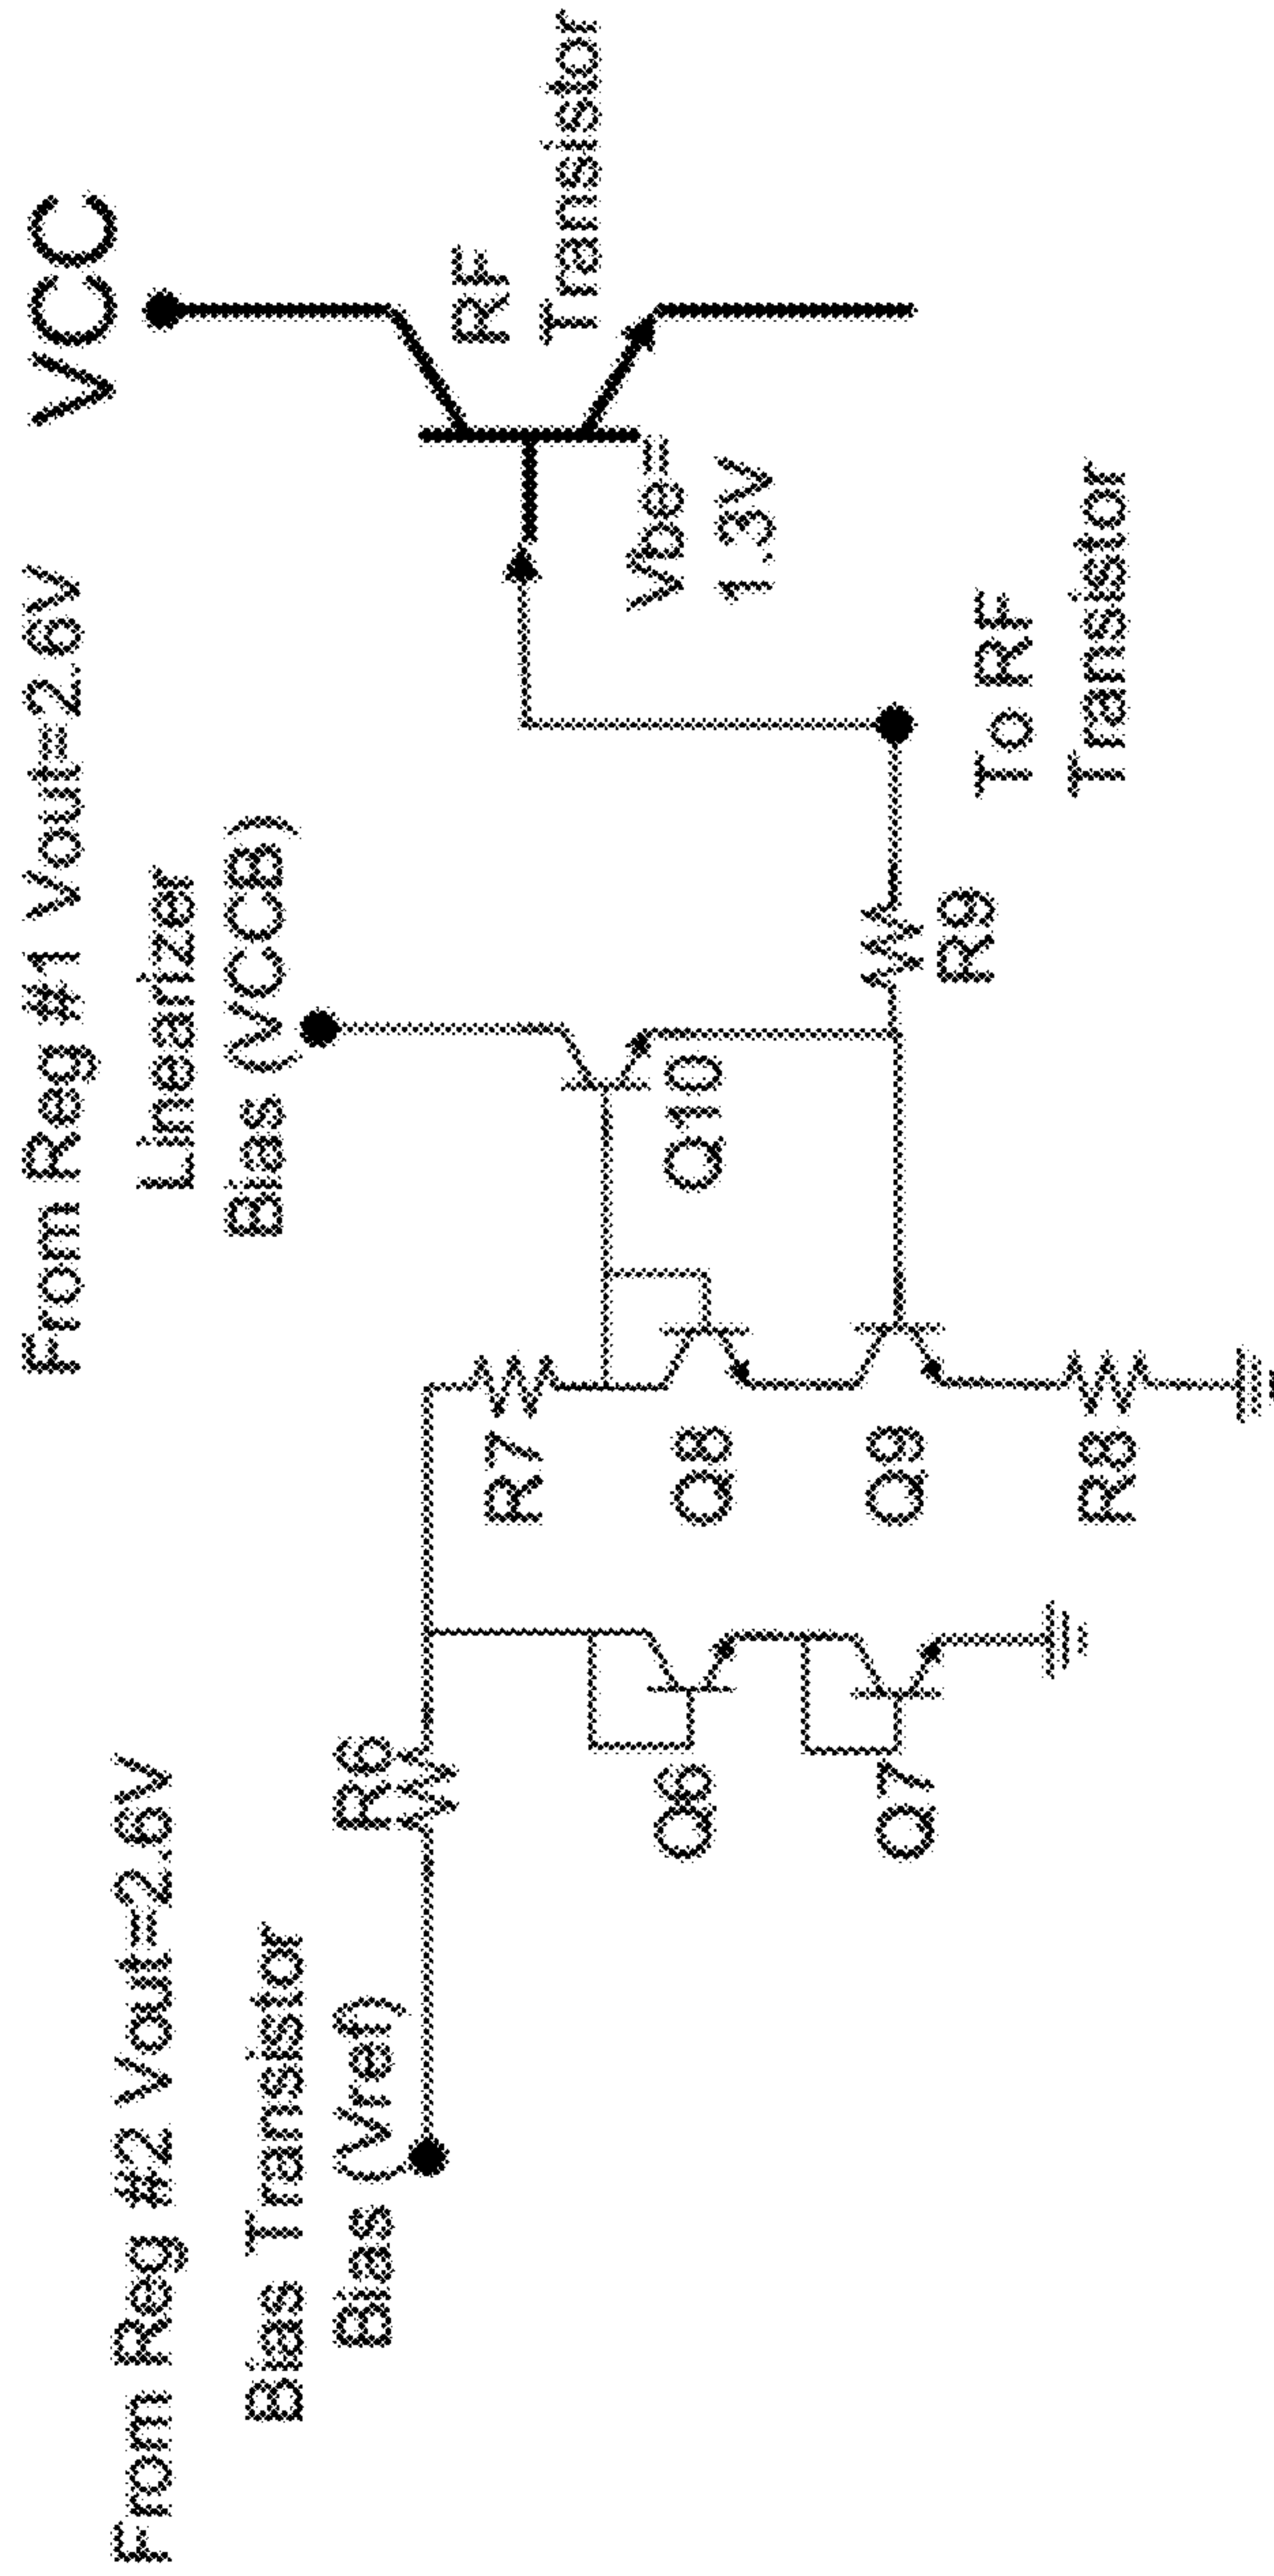 From Reg #2 Vout=2.6V
Bias Transistor
Bias (Vref)
R6
Q6
Q7
From Reg #1 Vout=2.6V
Linearizer
Bias (VCCB)
R7
Q8
Q9
R8
Q10
R9
VCC
RF
Transistor
Vbe=
1.3V
To RF
Transistor